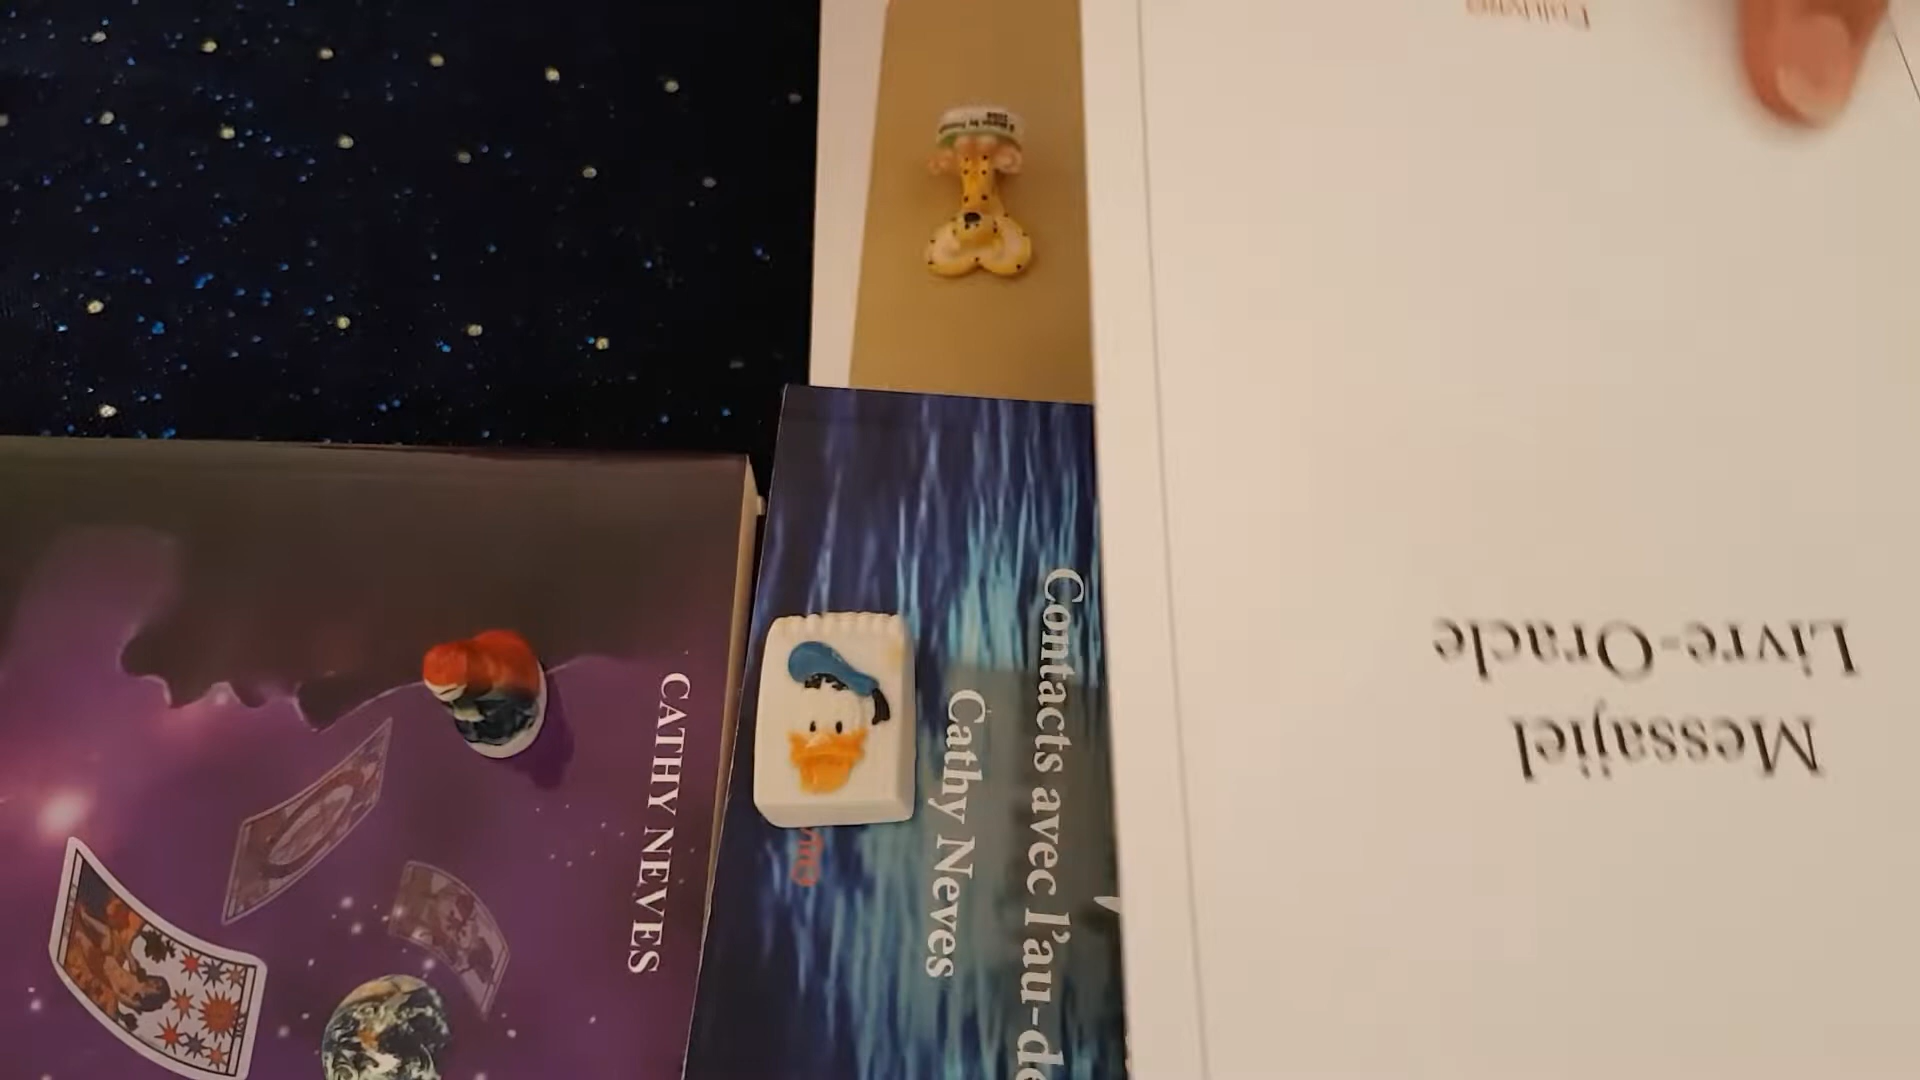 CATHY NEVES
Contacts avec l'au-de
Cathy Neves
Messajiel
Livre-Oracle